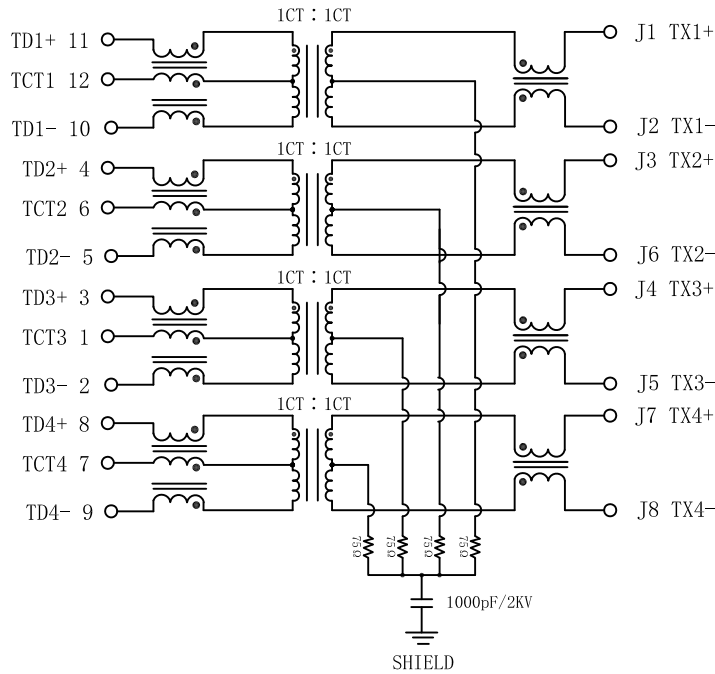 1CT：1CT
TD1+ 11
J1 TX1+
TCT1 12
TD1- 10
J2 TX1-
1CT：1CT
TD2+ 4
J3 TX2+
TCT2 6
TD2- 5
J6 TX2-
1CT：1CT
TD3+ 3
J4 TX3+
TCT3 1
TD3- 2
J5 TX3-
1CT：1CT
TD4+ 8
J7 TX4+
TCT4 7
TD4- 9
J8 TX4-
75Ω
75Ω
75Ω
75Ω
1000pF/2KV
SHIELD